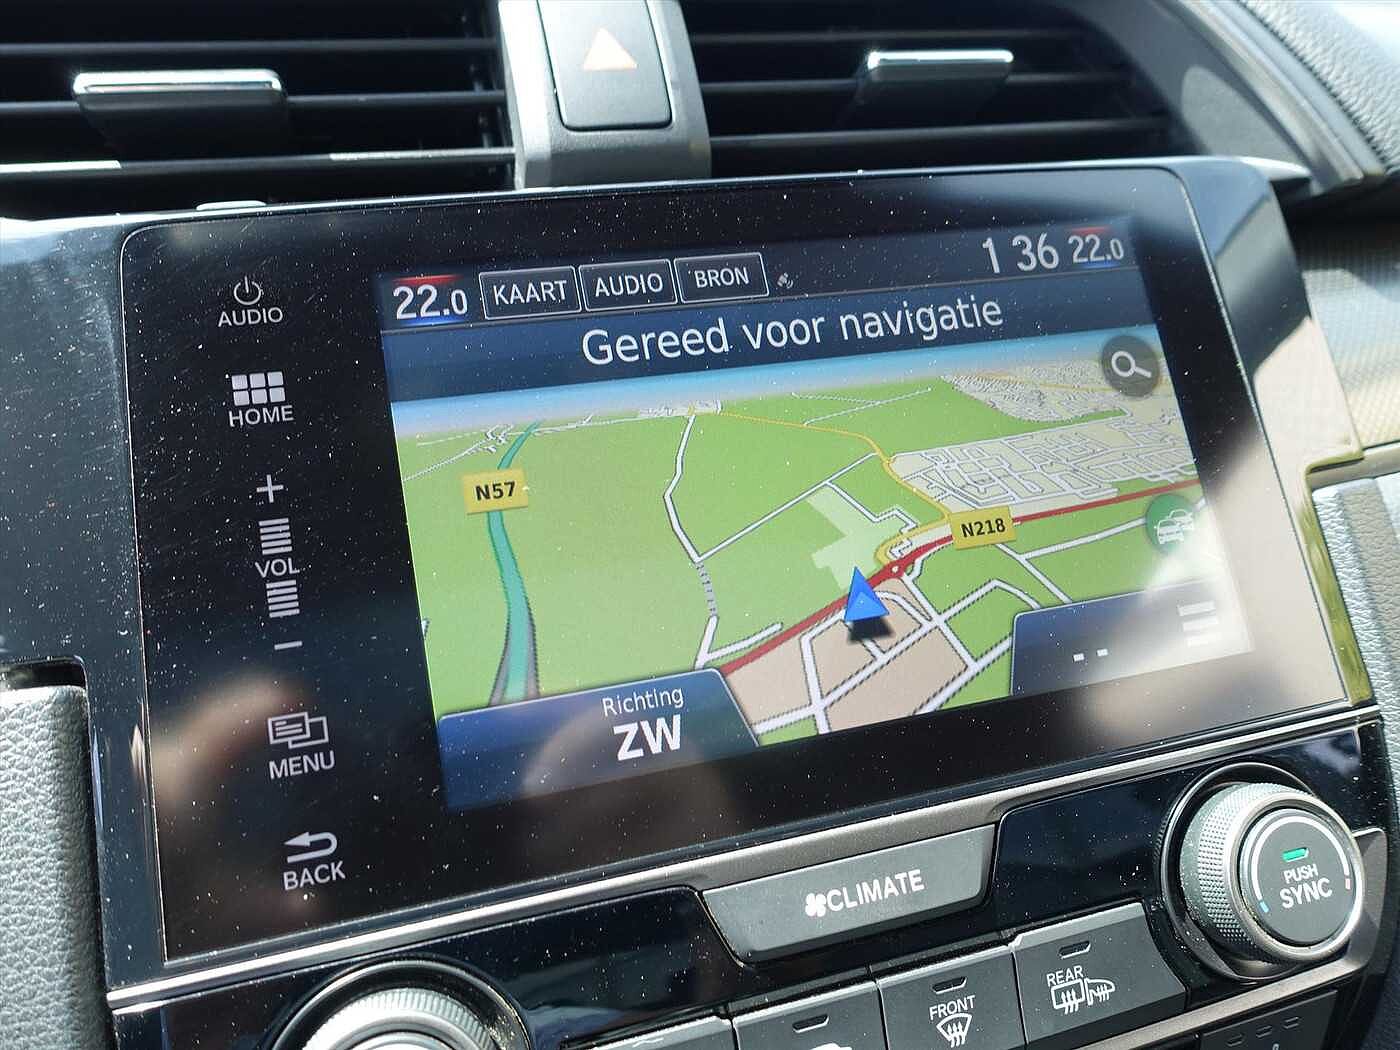 22.0 KAART AUDIO BRON 1 36 22.0
Gereed voor navigatie
AUDIO
HOME
+
VOL
−
MENU
BACK
N57
N218
Richting
ZW
--
CLIMATE
PUSH
SYNC
FRONT
REAR